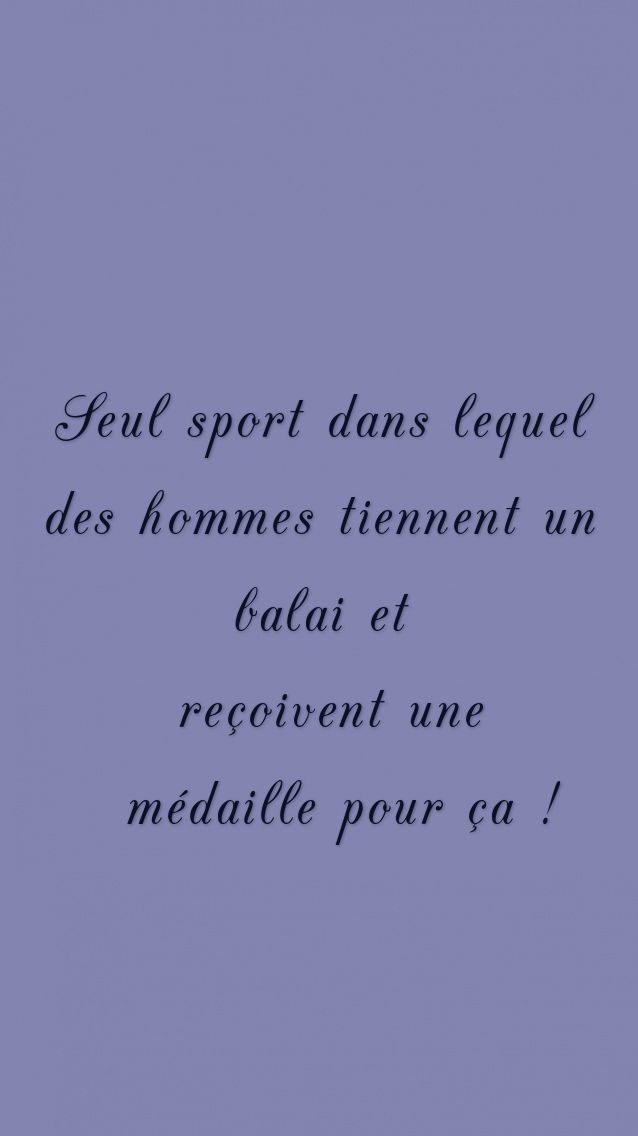 Seul sport dans lequel
des hommes tiennent un
balai et
reçoivent une
médaille pour ça !